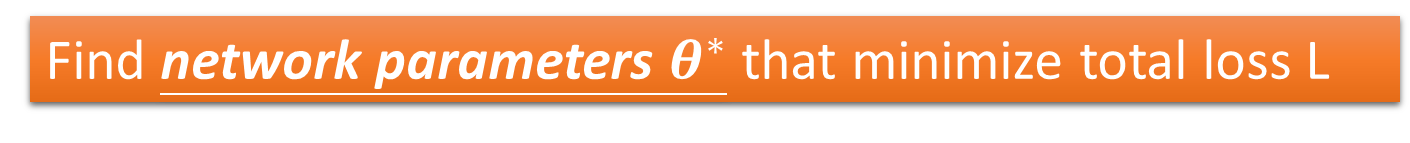 Find network parameters 𝜽* that minimize total loss L